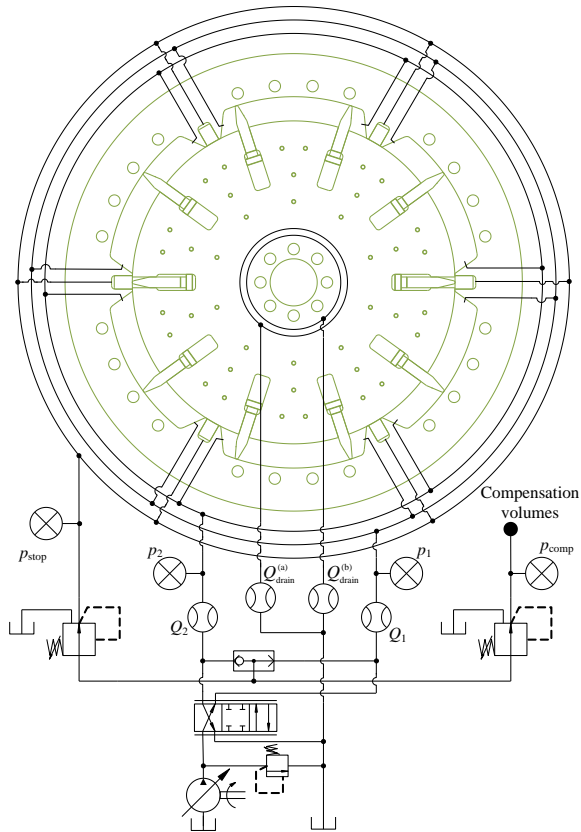 Compensation
volumes
p_stop
p_2
Q_drain^(a)
Q_drain^(b)
p_1
p_comp
Q_2
Q_1